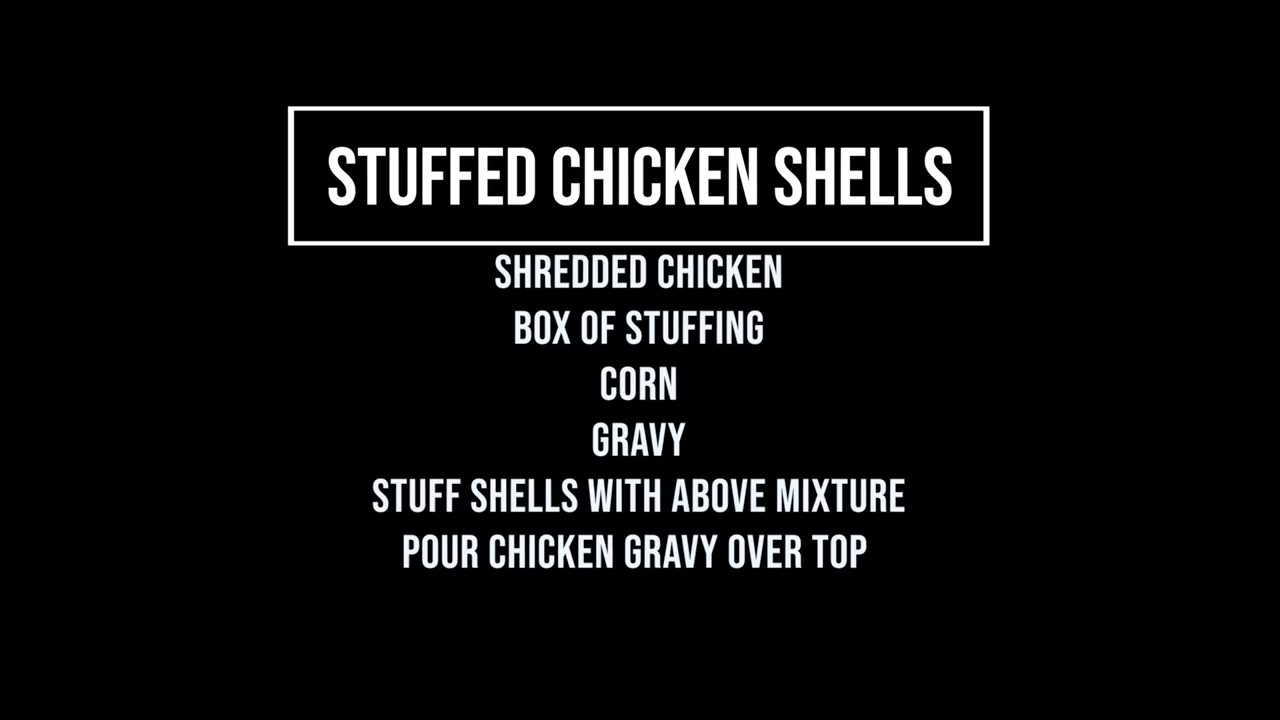 STUFFED CHICKEN SHELLS
SHREDDED CHICKEN
BOX OF STUFFING
CORN
GRAVY
STUFF SHELLS WITH ABOVE MIXTURE
POUR CHICKEN GRAVY OVER TOP